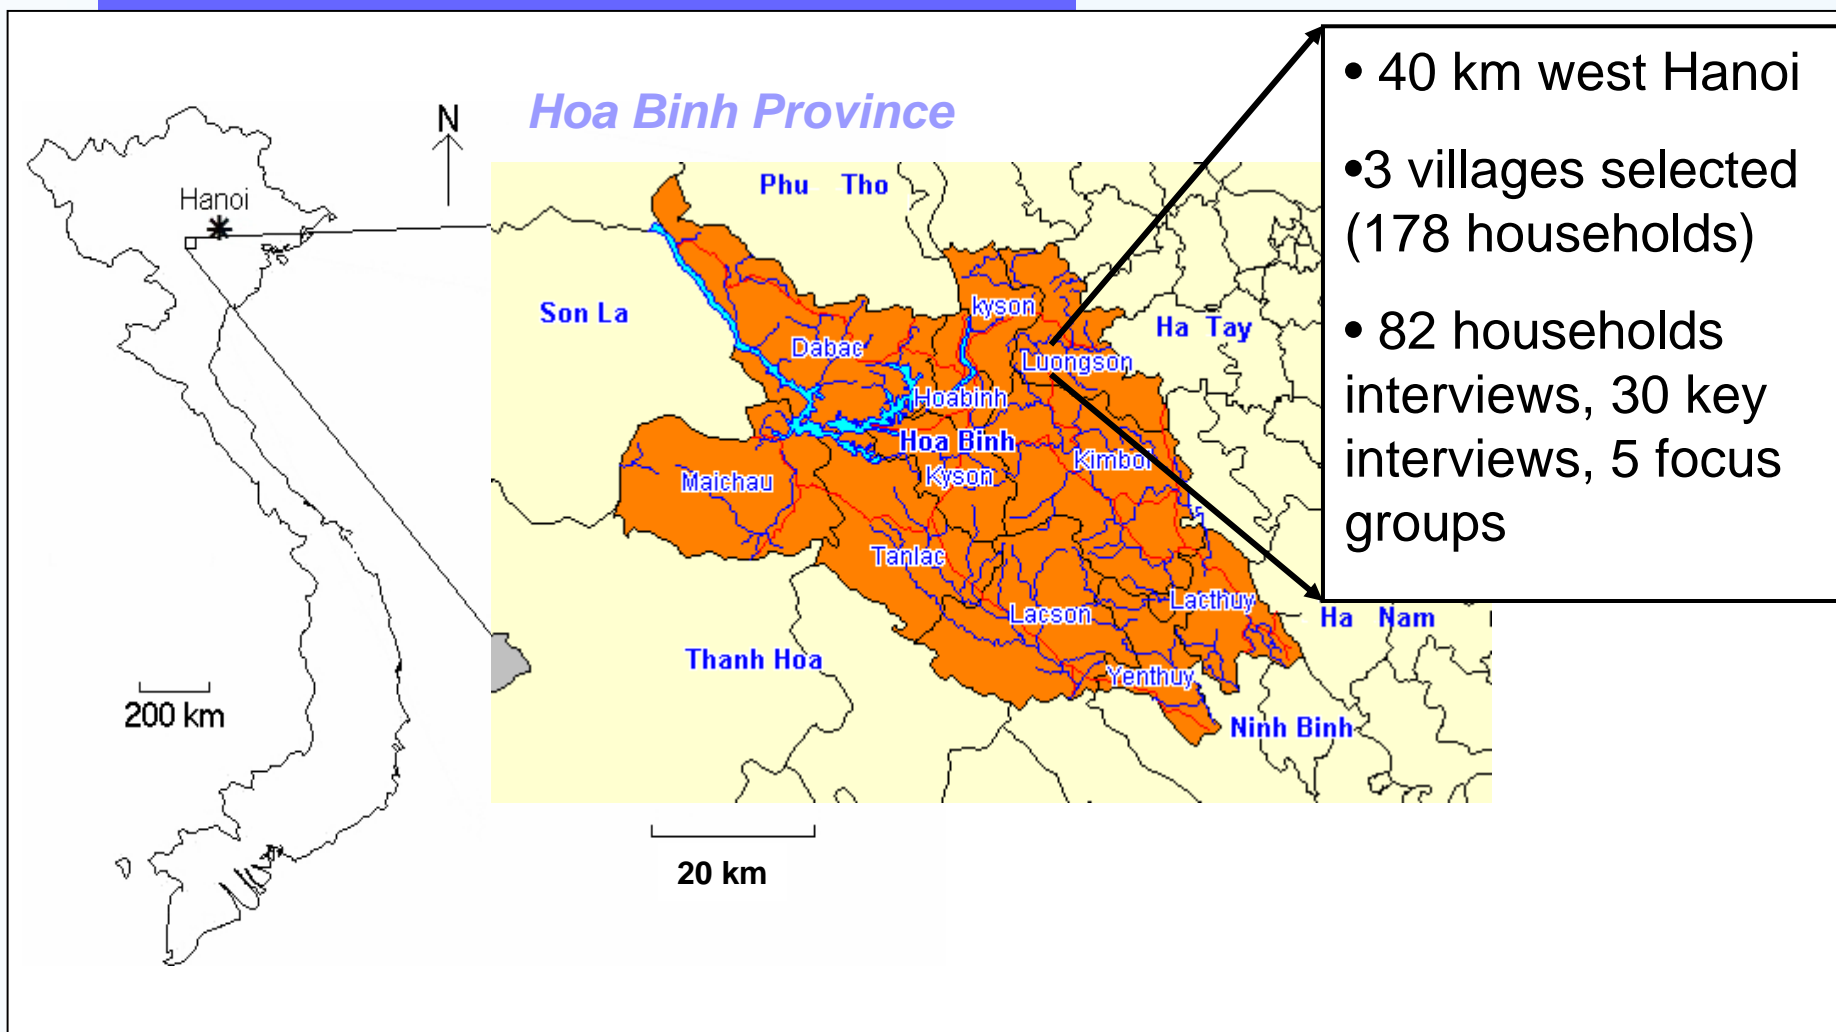 Hoa Binh Province
N
Hanoi
200 km
Phu Tho
Son La
kyson
Ha Tay
Dabac
Luongson
Hoabinh
Hoa Binh
Kimboi
Kyson
Maichau
Tanlac
Lacson
Lacthuy
Ha Nam
Thanh Hoa
Yenthuy
Ninh Binh
20 km
• 40 km west Hanoi
•3 villages selected
(178 households)
• 82 households
interviews, 30 key
interviews, 5 focus
groups